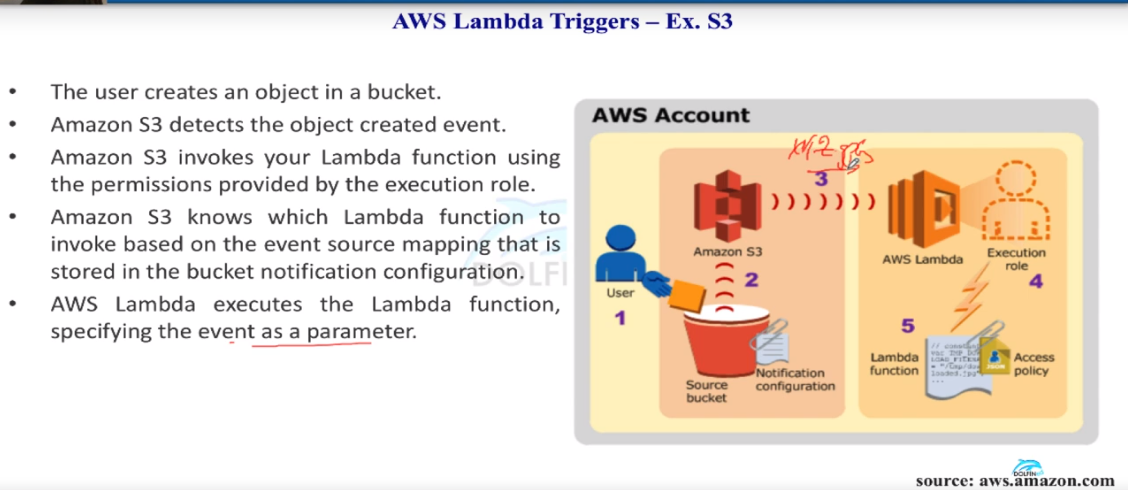 AWS Lambda Triggers – Ex. S3
• The user creates an object in a bucket.
• Amazon S3 detects the object created event.
• Amazon S3 invokes your Lambda function using
the permissions provided by the execution role.
• Amazon S3 knows which Lambda function to
invoke based on the event source mapping that is
stored in the bucket notification configuration.
• AWS Lambda executes the Lambda function,
specifying the event as a parameter.
AWS Account
3
Amazon S3
AWS Lambda
Execution
role
4
2
User
1
5
Lambda
function
Access
policy
JSON
Notification
configuration
Source
bucket
DOLFIN
source: aws.amazon.com